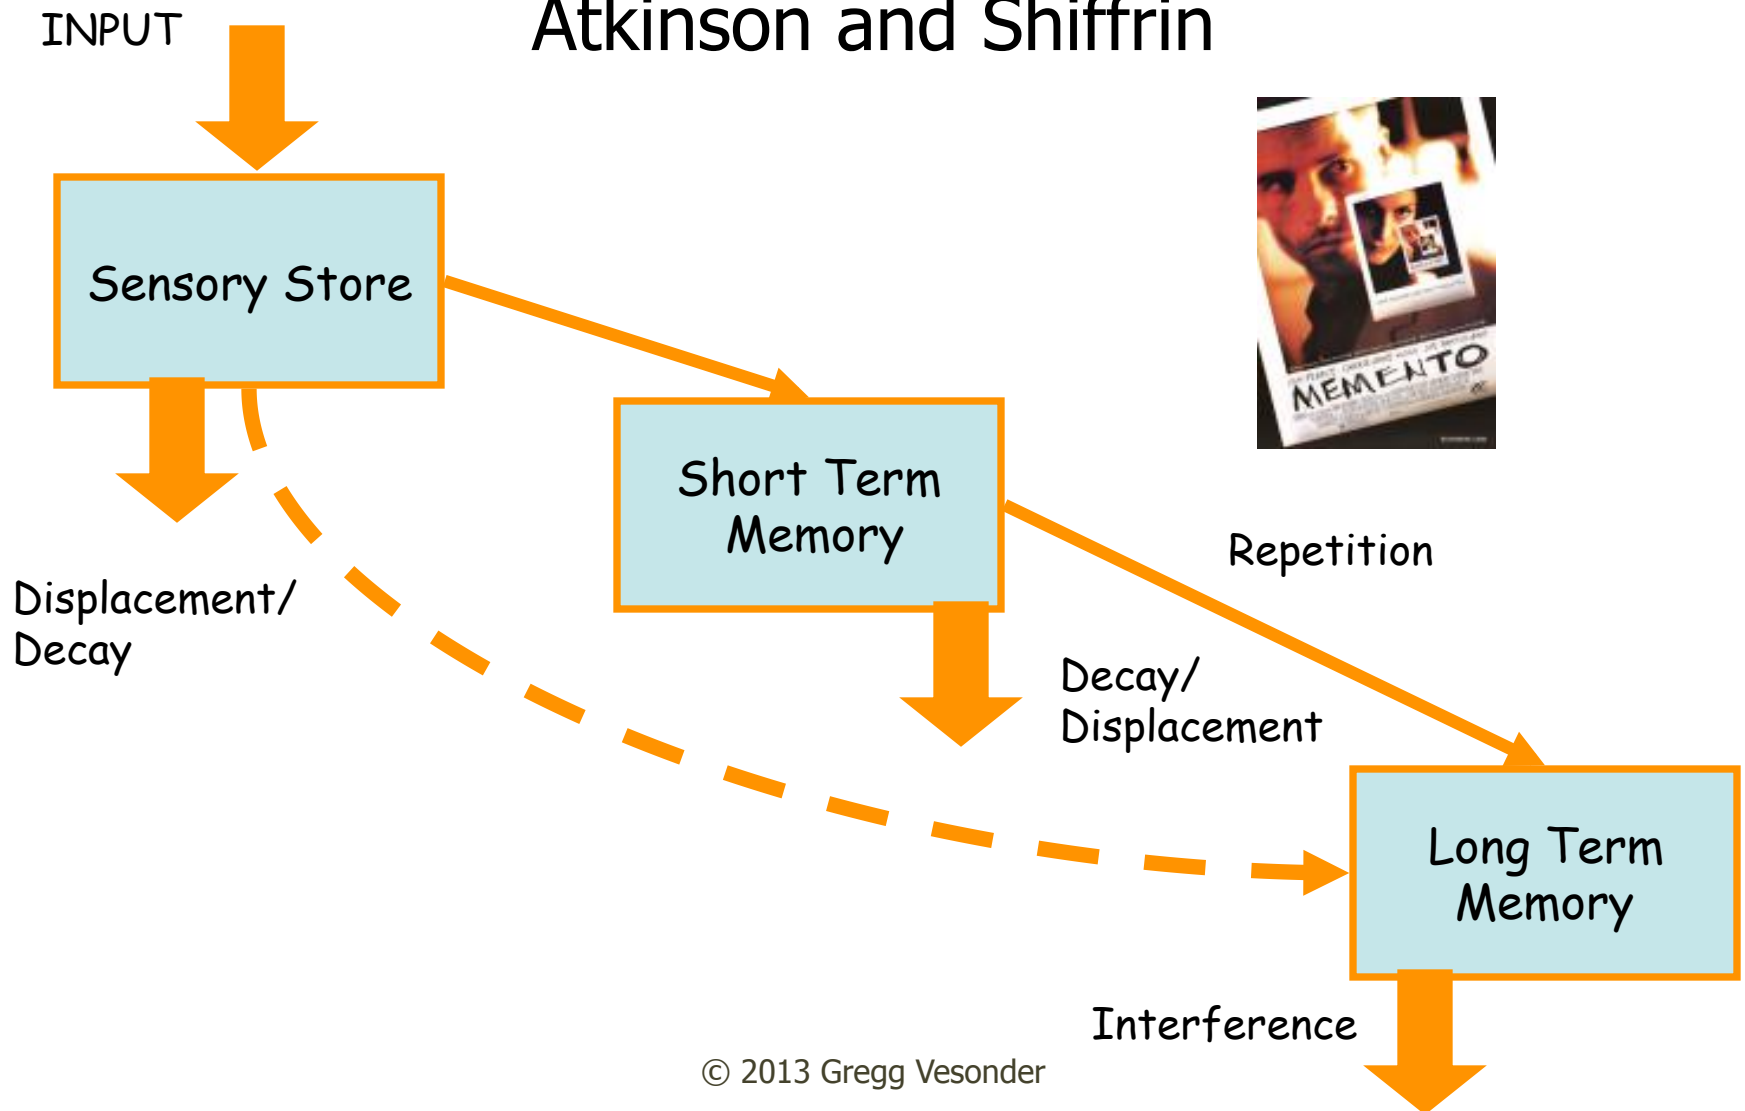 INPUT
Atkinson and Shiffrin
Sensory Store
MEMENTO
Short Term
Memory
Repetition
Displacement/
Decay
Decay/
Displacement
Long Term
Memory
Interference
© 2013 Gregg Vesonder